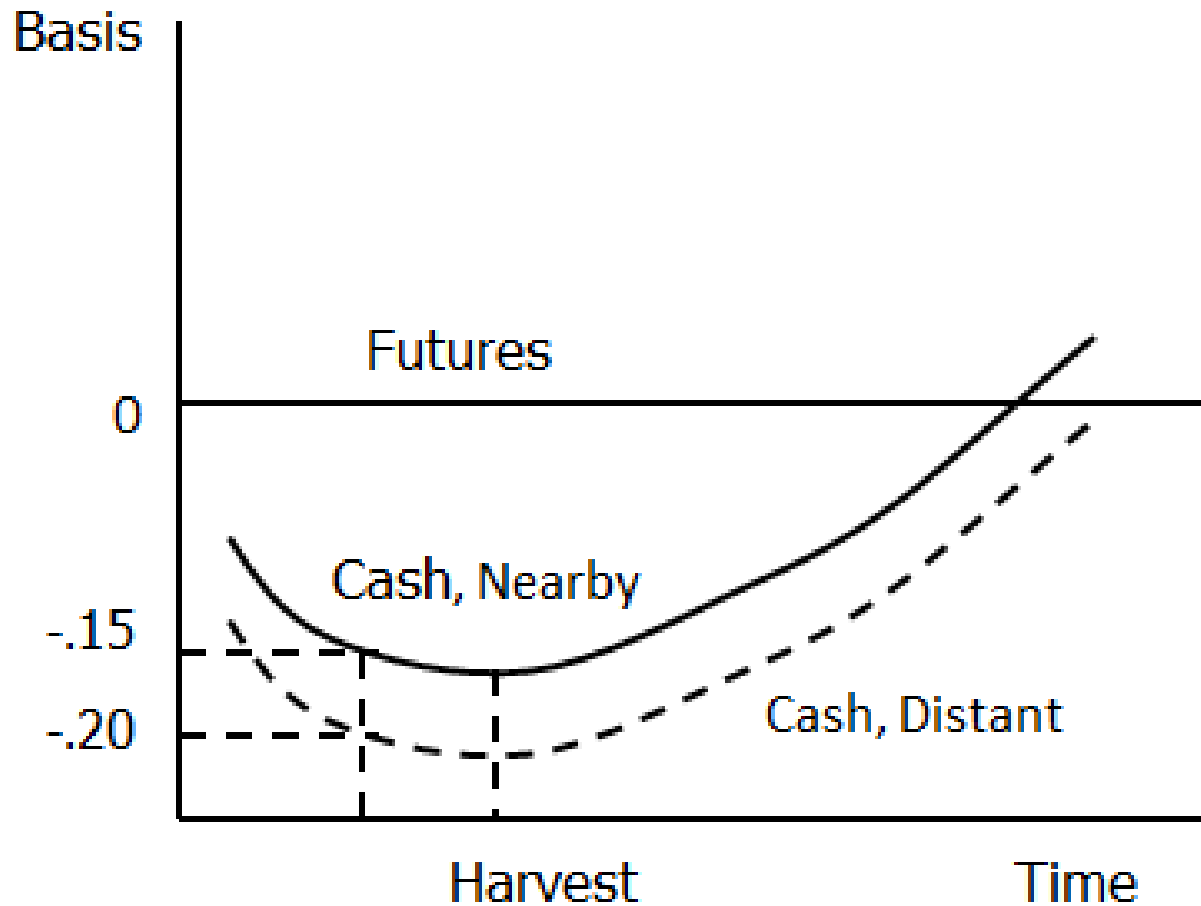 Basis
Futures
0
Cash, Nearby
-.15
Cash, Distant
-.20
Harvest
Time